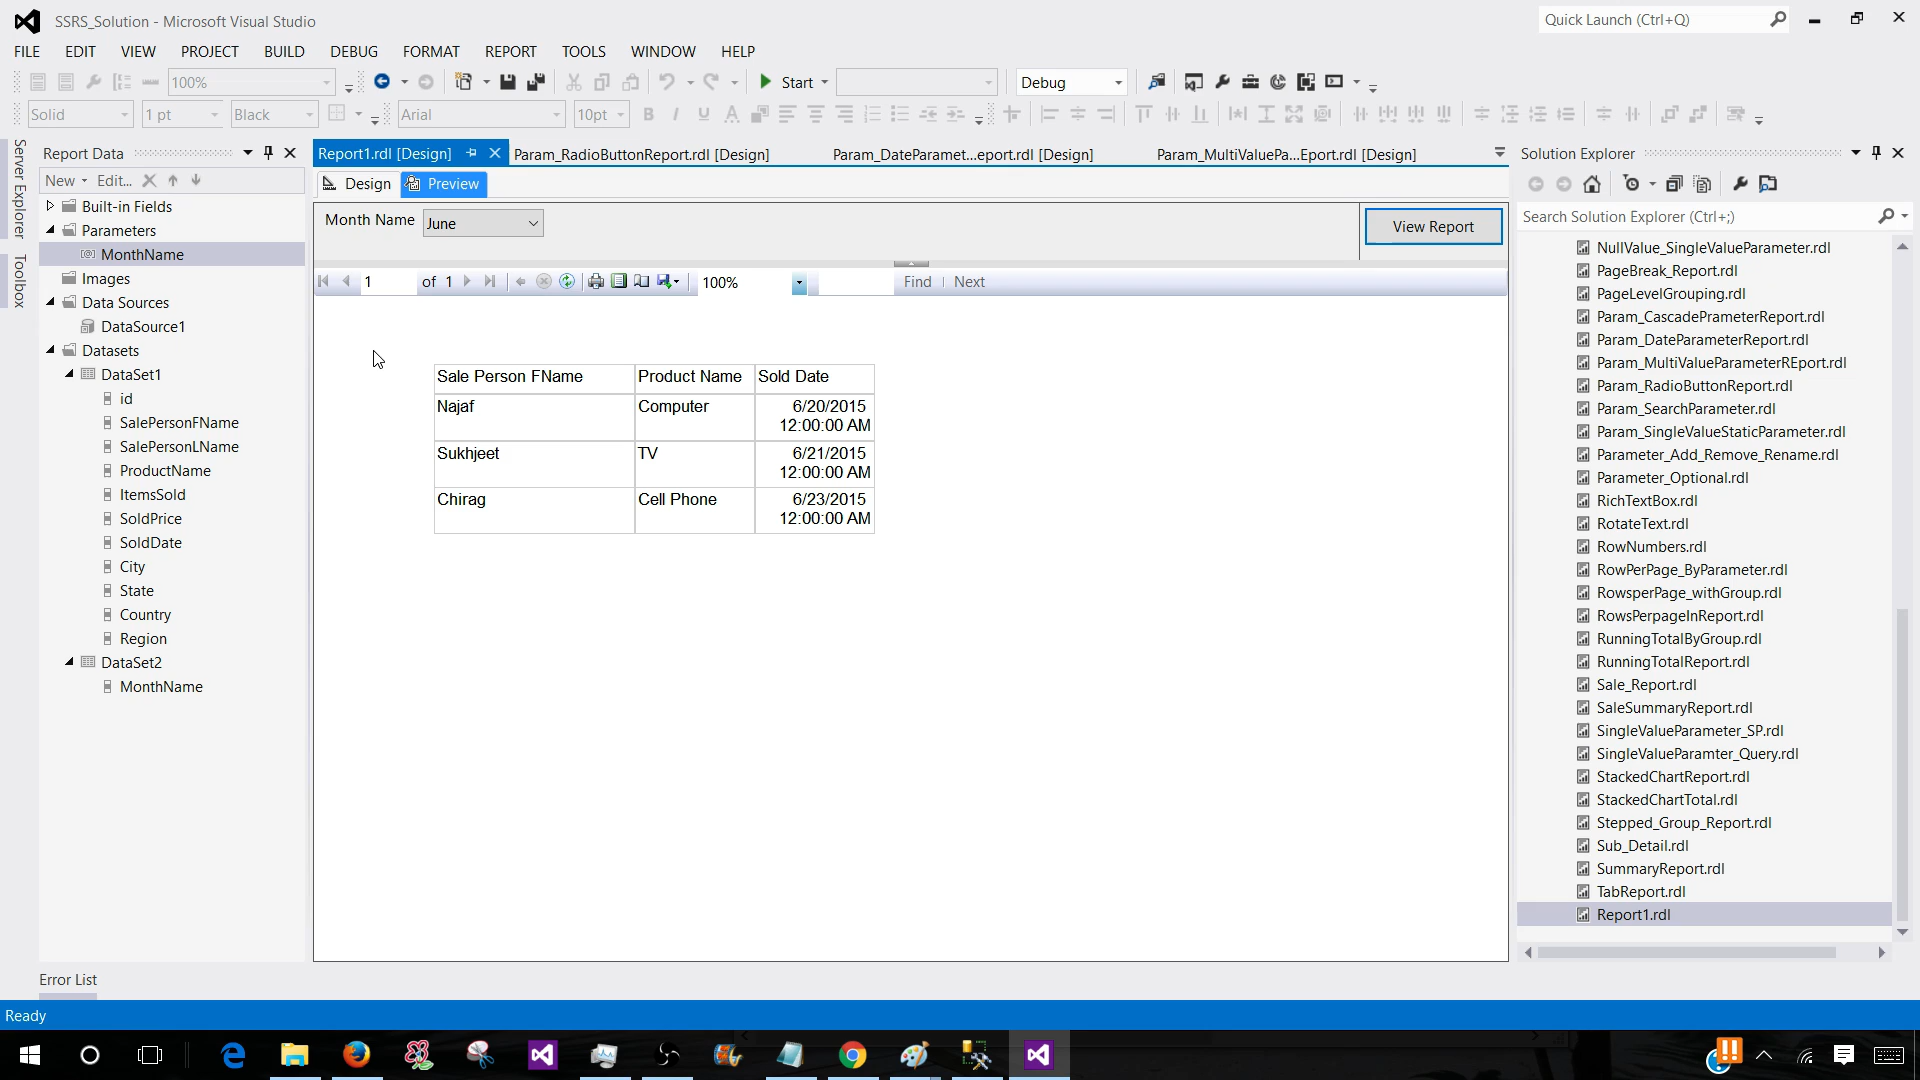 SSRS_Solution - Microsoft Visual Studio
Quick Launch (Ctrl+Q)
FILE EDIT VIEW PROJECT BUILD DEBUG FORMAT REPORT TOOLS WINDOW HELP
100% Start Debug
Solid 1 pt Black Arial 10pt B I U A
Server Explorer
Toolbox
Report Data
New Edit...
Built-in Fields
Parameters
MonthName
Images
Data Sources
DataSource1
Datasets
DataSet1
id
SalePersonFName
SalePersonLName
ProductName
ItemsSold
SoldPrice
SoldDate
City
State
Country
Region
DataSet2
MonthName
Report1.rdl [Design] Param_RadioButtonReport.rdl [Design] Param_DateParamet...eport.rdl [Design] Param_MultiValuePa...Eport.rdl [Design]
Design Preview
Month Name June View Report
1 of 1 100% Find Next
Sale Person FName Product Name Sold Date
Najaf Computer 6/20/2015
12:00:00 AM
Sukhjeet TV 6/21/2015
12:00:00 AM
Chirag Cell Phone 6/23/2015
12:00:00 AM
Solution Explorer
Search Solution Explorer (Ctrl+;)
NullValue_SingleValueParameter.rdl
PageBreak_Report.rdl
PageLevelGrouping.rdl
Param_CascadePrameterReport.rdl
Param_DateParameterReport.rdl
Param_MultiValueParameterREport.rdl
Param_RadioButtonReport.rdl
Param_SearchParameter.rdl
Param_SingleValueStaticParameter.rdl
Parameter_Add_Remove_Rename.rdl
Parameter_Optional.rdl
RichTextBox.rdl
RotateText.rdl
RowNumbers.rdl
RowPerPage_ByParameter.rdl
RowsperPage_withGroup.rdl
RowsPerpageInReport.rdl
RunningTotalByGroup.rdl
RunningTotalReport.rdl
Sale_Report.rdl
SaleSummaryReport.rdl
SingleValueParameter_SP.rdl
SingleValueParamter_Query.rdl
StackedChartReport.rdl
StackedChartTotal.rdl
Stepped_Group_Report.rdl
Sub_Detail.rdl
SummaryReport.rdl
TabReport.rdl
Report1.rdl
Error List
Ready